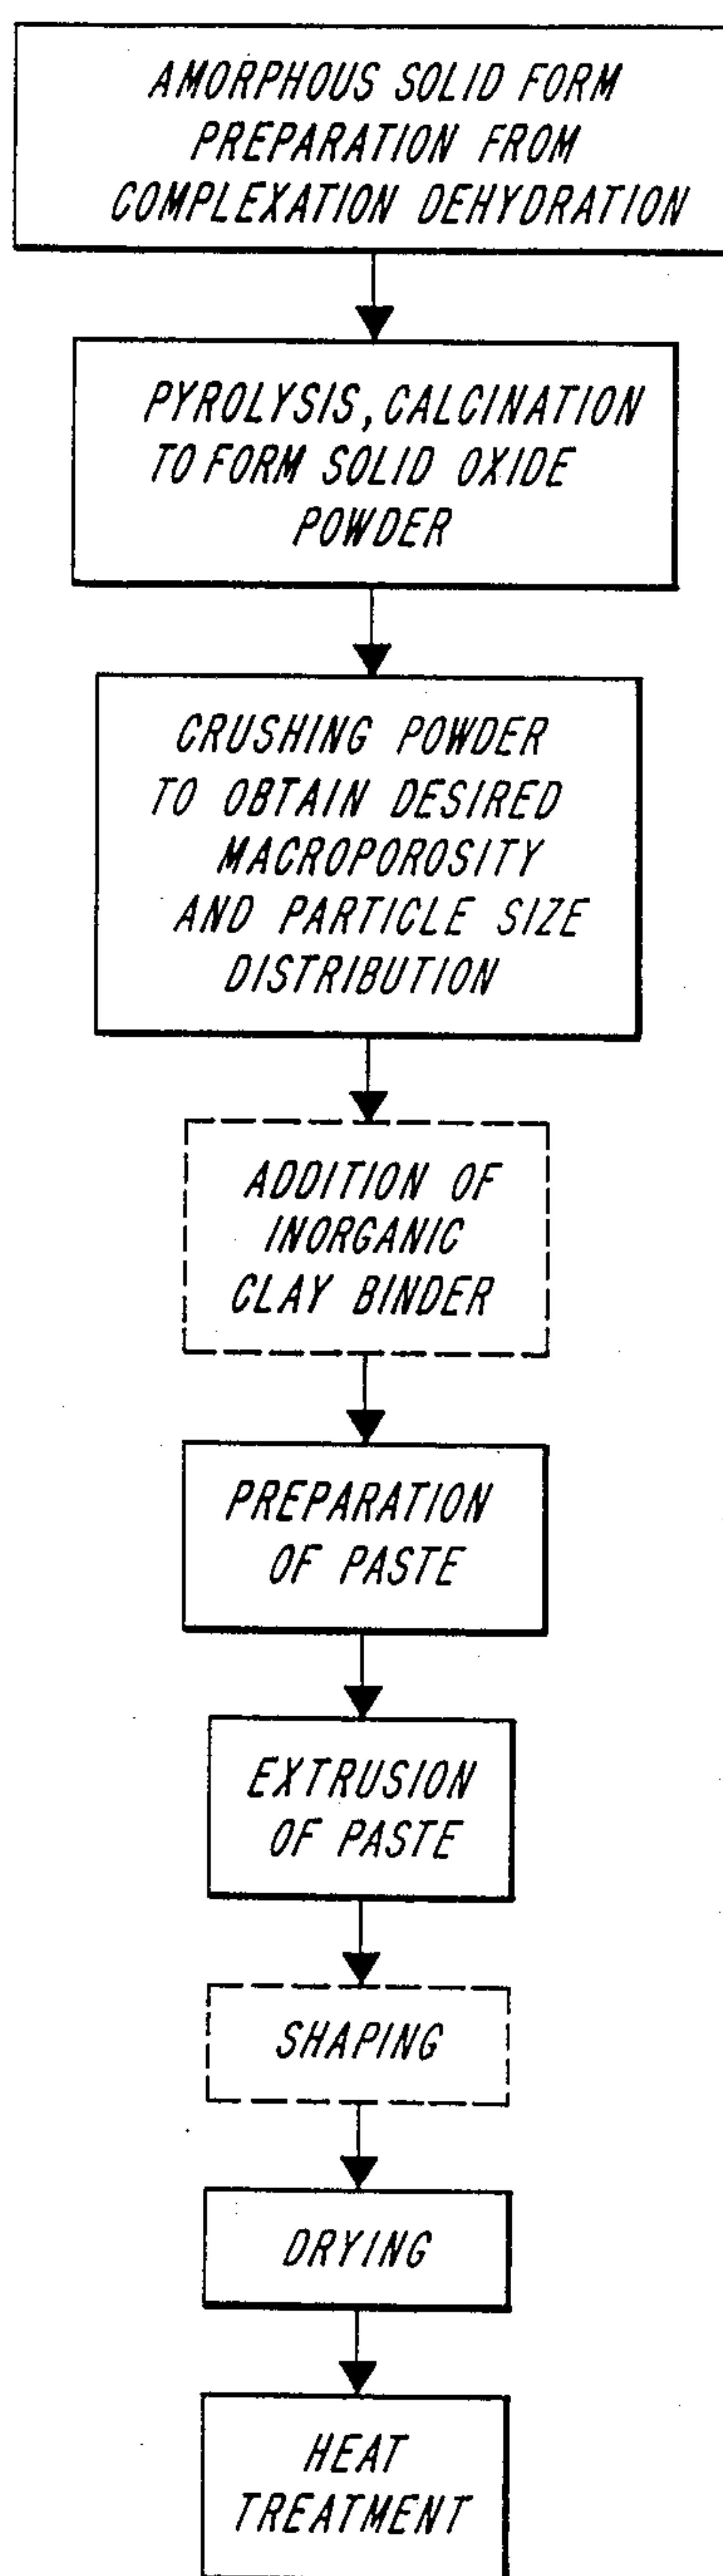 AMORPHOUS SOLID FORM
PREPARATION FROM
COMPLEXATION DEHYDRATION
PYROLYSIS, CALCINATION
TO FORM SOLID OXIDE
POWDER
CRUSHING POWDER
TO OBTAIN DESIRED
MACROPOROSITY
AND PARTICLE SIZE
DISTRIBUTION
ADDITION OF
INORGANIC
CLAY BINDER
PREPARATION
OF PASTE
EXTRUSION
OF PASTE
SHAPING
DRYING
HEAT
TREATMENT